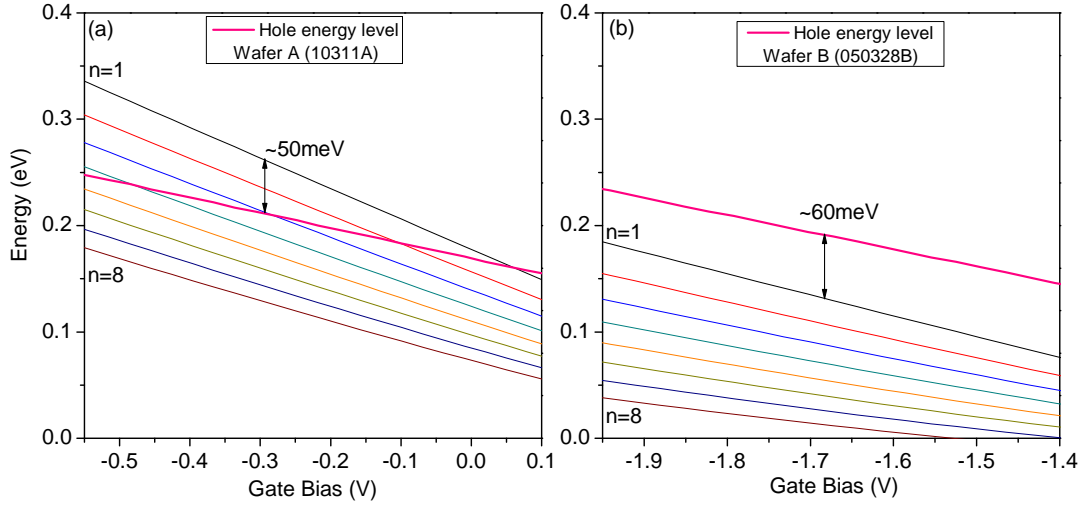 (a)
Hole energy level
Wafer A (10311A)
n=1
~50meV
n=8
0.4
0.3
0.2
0.1
0.0
Energy (eV)
-0.5
-0.4
-0.3
-0.2
-0.1
0.0
0.1
Gate Bias (V)
(b)
Hole energy level
Wafer B (050328B)
n=1
~60meV
n=8
0.4
0.3
0.2
0.1
0.0
-1.9
-1.8
-1.7
-1.6
-1.5
-1.4
Gate Bias (V)